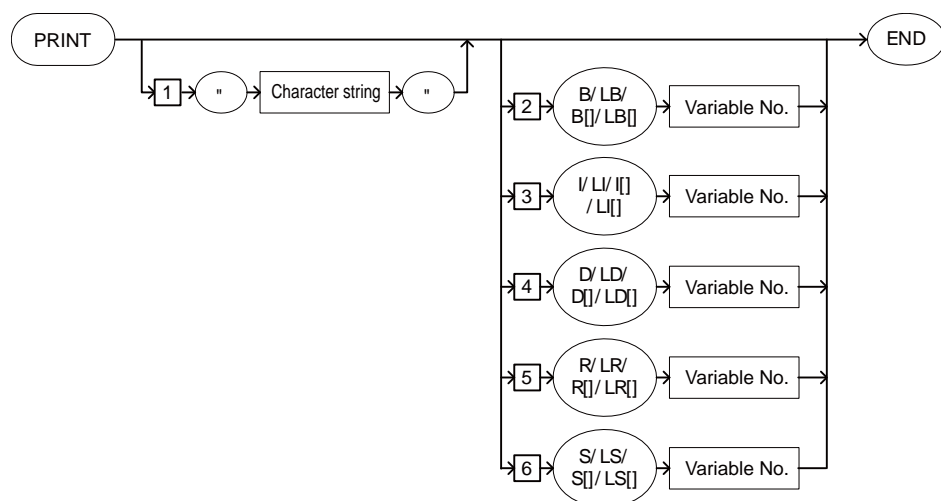 PRINT
END
1 " Character string "
2 B/ LB/
B[]/ LB[] Variable No.
3 I/ LI/ I[]
/ LI[] Variable No.
4 D/ LD/
D[]/ LD[] Variable No.
5 R/ LR/
R[]/ LR[] Variable No.
6 S/ LS/
S[]/ LS[] Variable No.